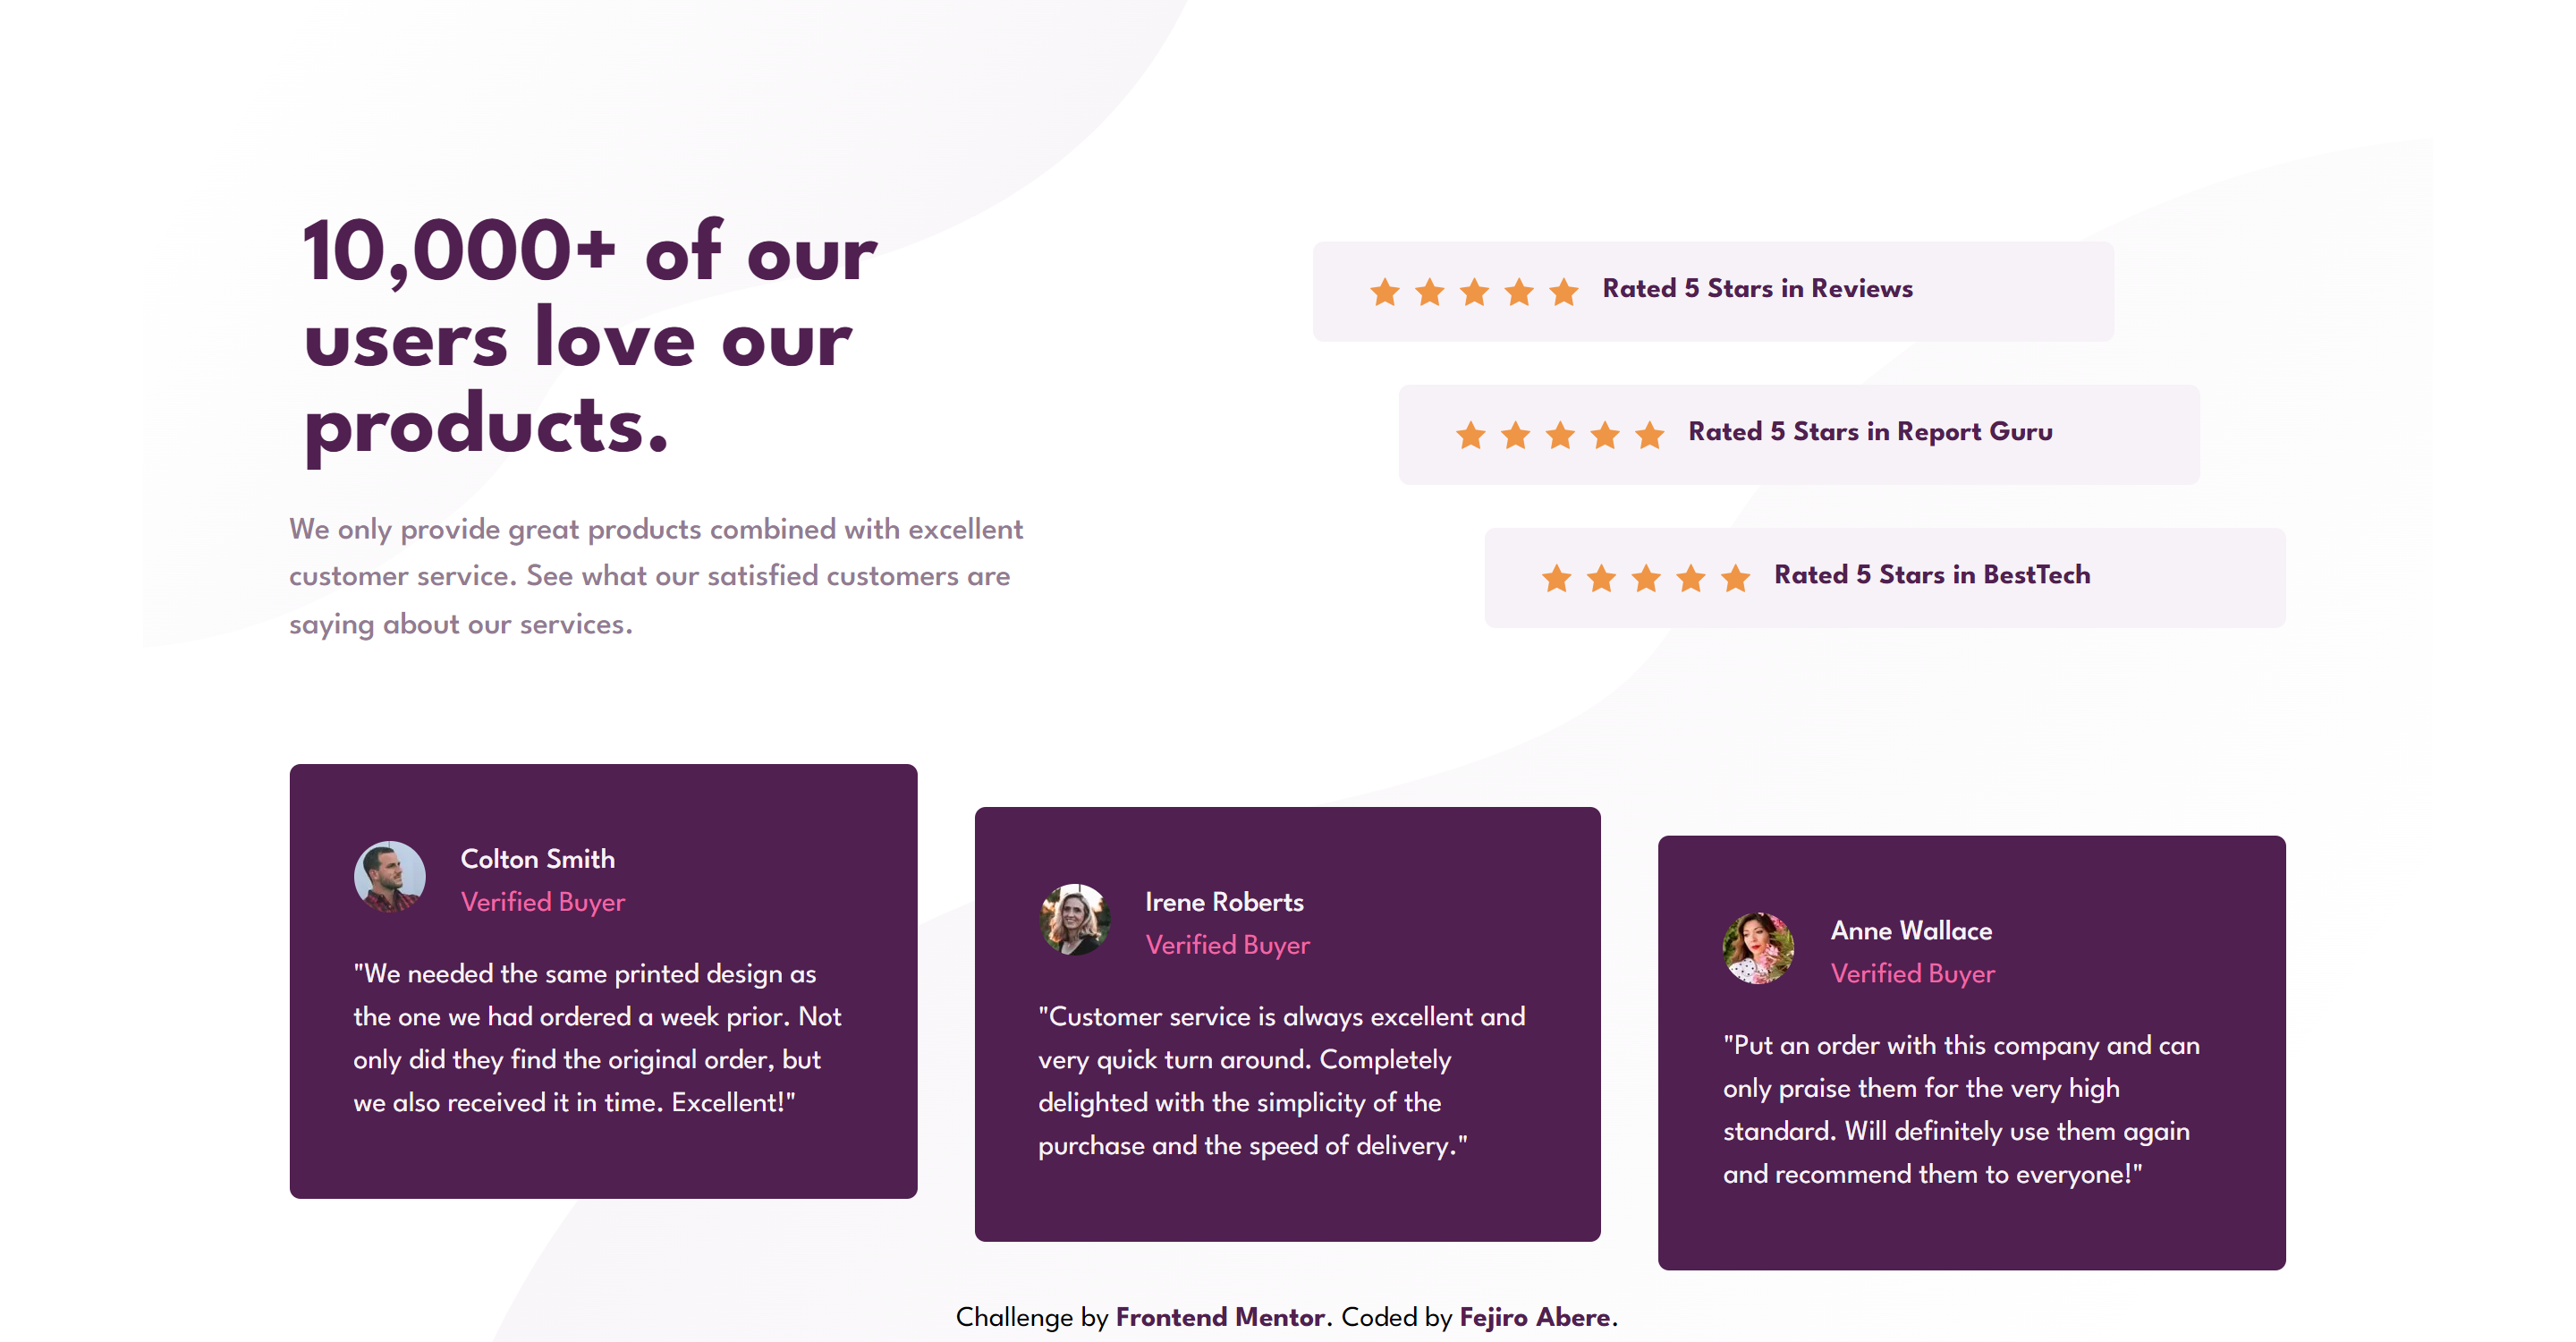 10,000+ of our
users love our
products.
We only provide great products combined with excellent
customer service. See what our satisfied customers are
saying about our services.
Rated 5 Stars in Reviews
Rated 5 Stars in Report Guru
Rated 5 Stars in BestTech
Colton Smith
Verified Buyer
"We needed the same printed design as
the one we had ordered a week prior. Not
only did they find the original order, but
we also received it in time. Excellent!"
Irene Roberts
Verified Buyer
"Customer service is always excellent and
very quick turn around. Completely
delighted with the simplicity of the
purchase and the speed of delivery."
Anne Wallace
Verified Buyer
"Put an order with this company and can
only praise them for the very high
standard. Will definitely use them again
and recommend them to everyone!"
Challenge by Frontend Mentor. Coded by Fejiro Abere.